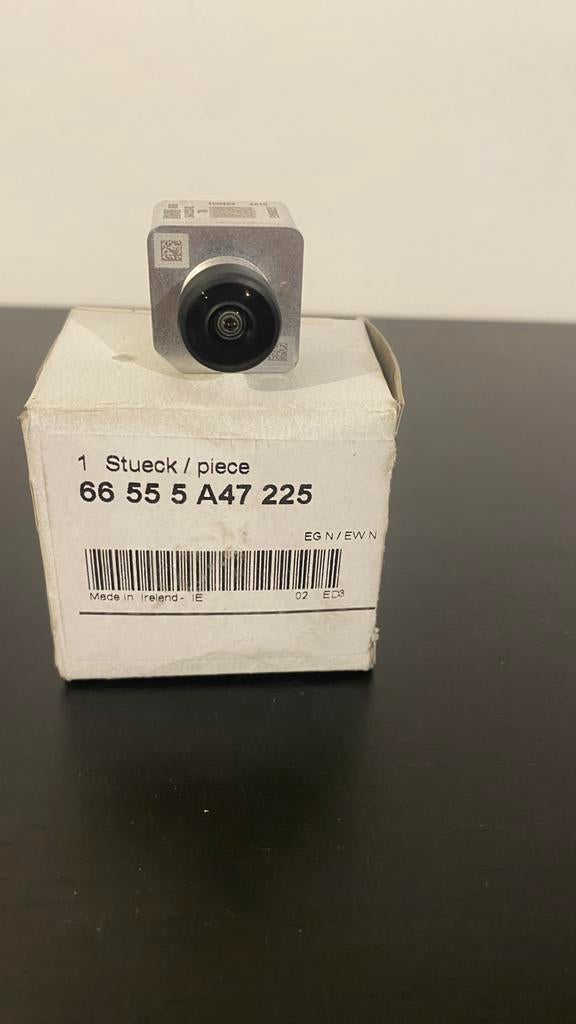 1 Stueck / piece
66 55 5 A47 225
EG N / EW N
Made in Ireland - IE 02 ED3